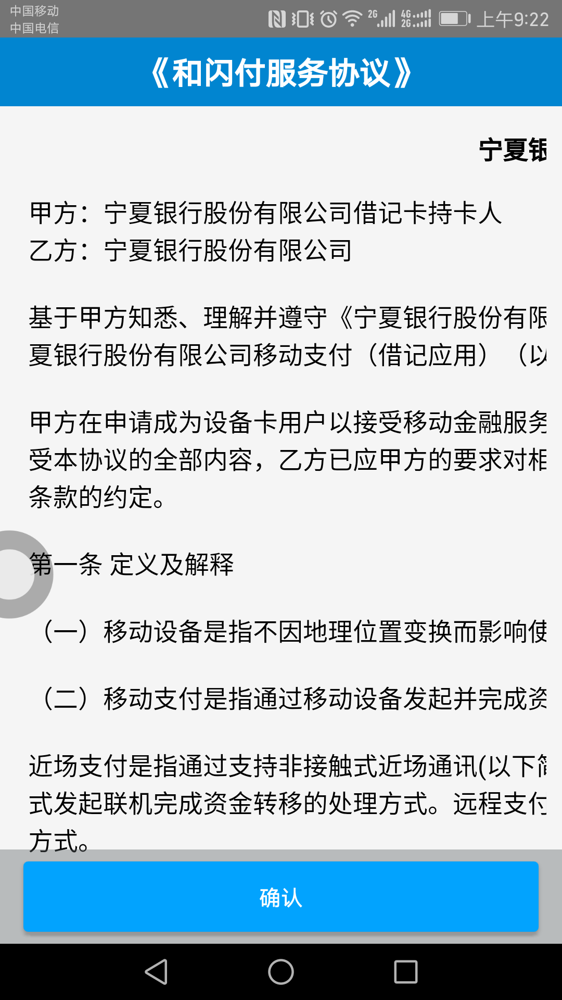 中国移动
中国电信
2G 4G 2G 上午9:22
《和闪付服务协议》
宁夏银
甲方：宁夏银行股份有限公司借记卡持卡人
乙方：宁夏银行股份有限公司
基于甲方知悉、理解并遵守《宁夏银行股份有限
夏银行股份有限公司移动支付（借记应用）（以
甲方在申请成为设备卡用户以接受移动金融服务
受本协议的全部内容，乙方已应甲方的要求对相
条款的约定。
第一条 定义及解释
（一）移动设备是指不因地理位置变换而影响使
（二）移动支付是指通过移动设备发起并完成资
近场支付是指通过支持非接触式近场通讯(以下简
式发起联机完成资金转移的处理方式。远程支付
方式。
确认